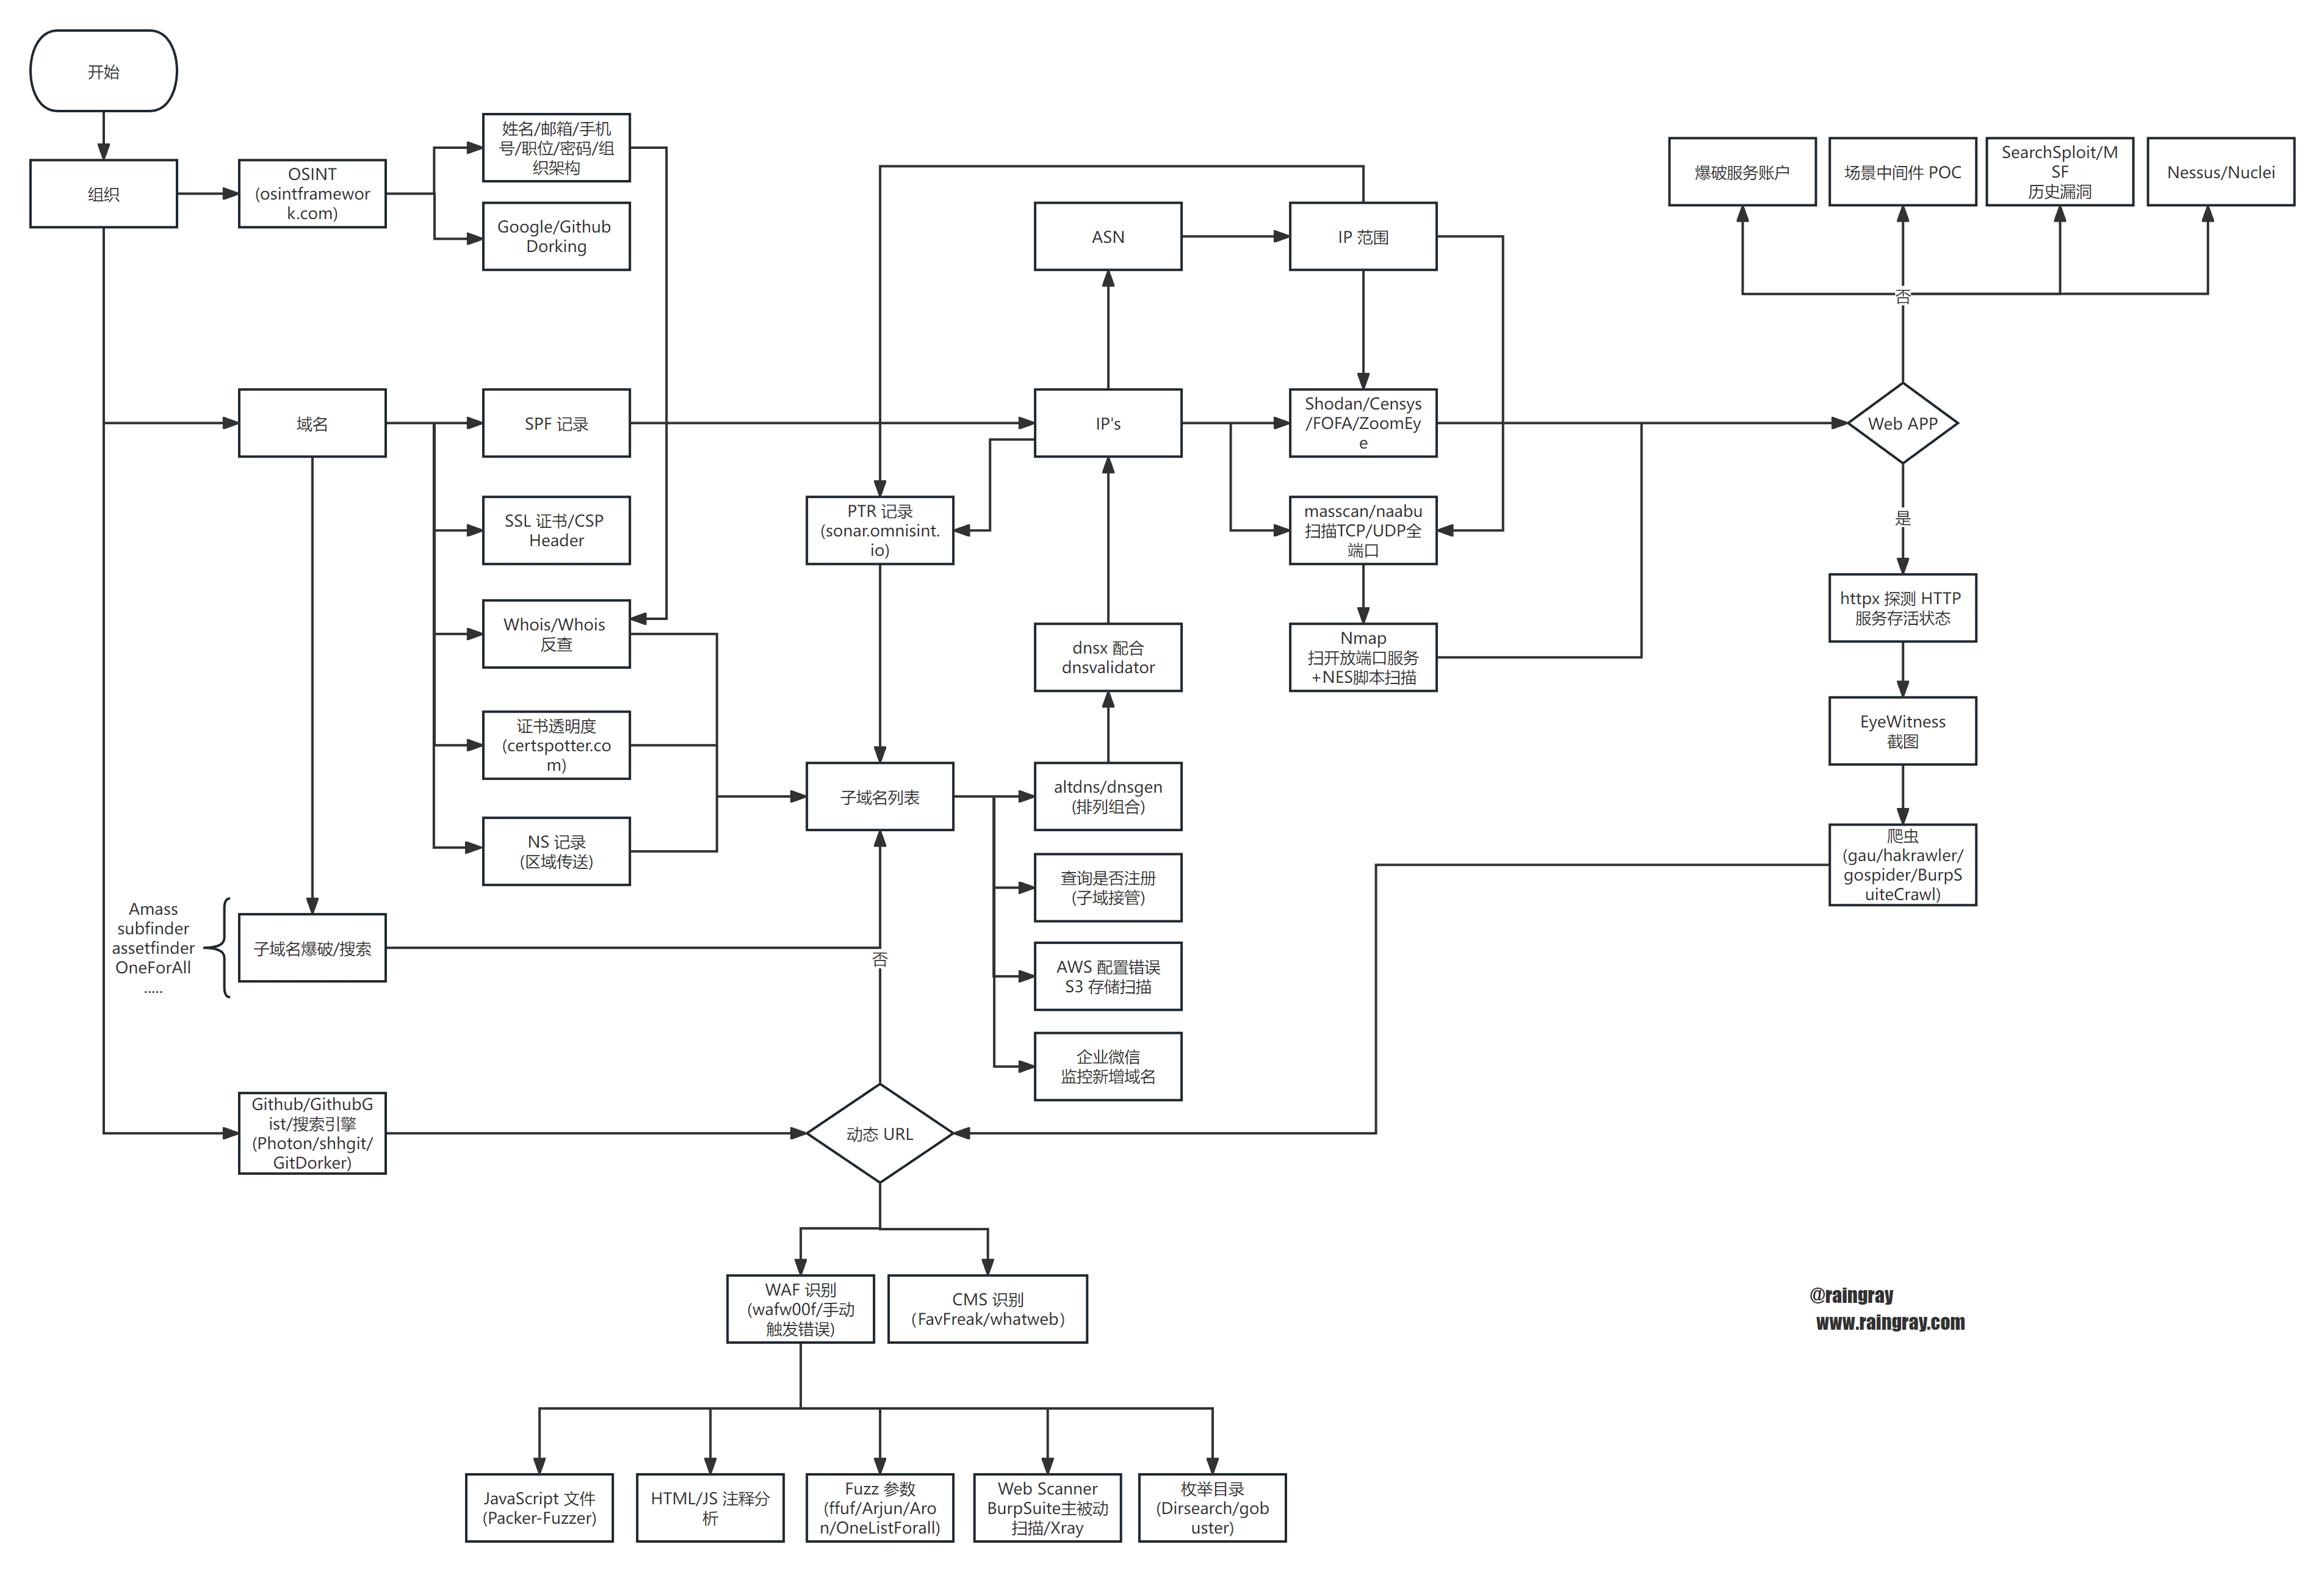 开始
组织
OSINT
(osintframewor
k.com)
姓名/邮箱/手机
号/职位/密码/组
织架构
Google/Github
Dorking
ASN
IP 范围
爆破服务账户
场景中间件 POC
SearchSploit/M
SF
历史漏洞
Nessus/Nuclei
否
域名
SPF 记录
IP's
Shodan/Censys
/FOFA/ZoomEy
e
Web APP
SSL 证书/CSP
Header
PTR 记录
(sonar.omnisint.
io)
masscan/naabu
扫描TCP/UDP全
端口
是
Whois/Whois
反查
dnsx 配合
dnsvalidator
Nmap
扫开放端口服务
+NES脚本扫描
httpx 探测 HTTP
服务存活状态
证书透明度
(certspotter.co
m)
EyeWitness
截图
子域名列表
altdns/dnsgen
(排列组合)
NS 记录
(区域传送)
爬虫
(gau/hakrawler/
gospider/BurpS
uiteCrawl)
查询是否注册
(子域接管)
Amass
subfinder
assetfinder
OneForAll
.....
子域名爆破/搜索
否
AWS 配置错误
S3 存储扫描
企业微信
监控新增域名
Github/GithubG
ist/搜索引擎
(Photon/shhgit/
GitDorker)
动态 URL
WAF 识别
(wafw00f/手动
触发错误)
CMS 识别
（FavFreak/whatweb）
@raingray
www.raingray.com
JavaScript 文件
(Packer-Fuzzer)
HTML/JS 注释分
析
Fuzz 参数
(ffuf/Arjun/Aro
n/OneListForall)
Web Scanner
BurpSuite主被动
扫描/Xray
枚举目录
(Dirsearch/gob
uster)